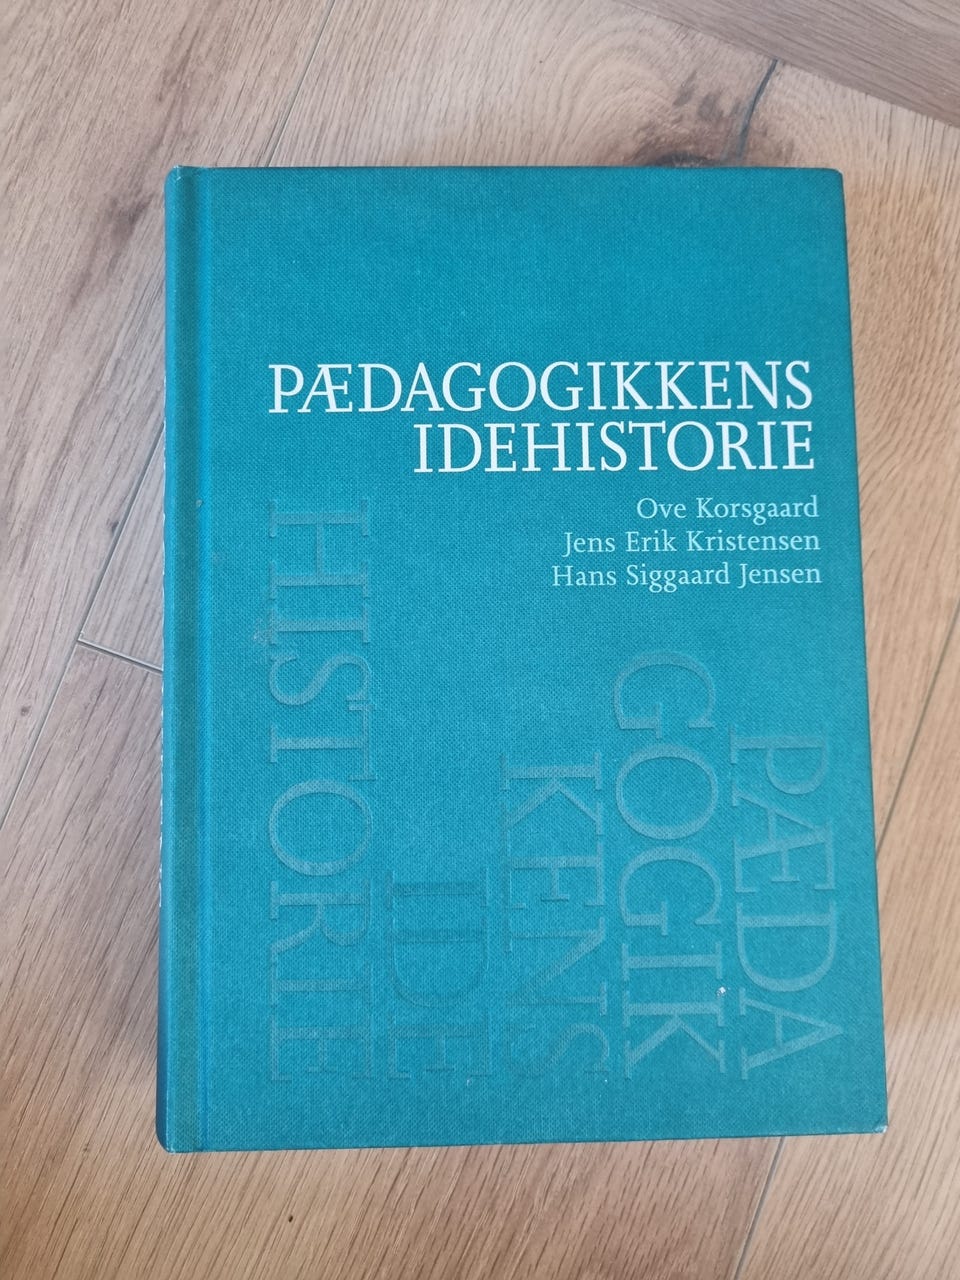 PÆDAGOGIKKENS
IDEHISTORIE
Ove Korsgaard
Jens Erik Kristensen
Hans Siggaard Jensen
PÆDA
GOGIK
KENS
IDE
HISTORIE